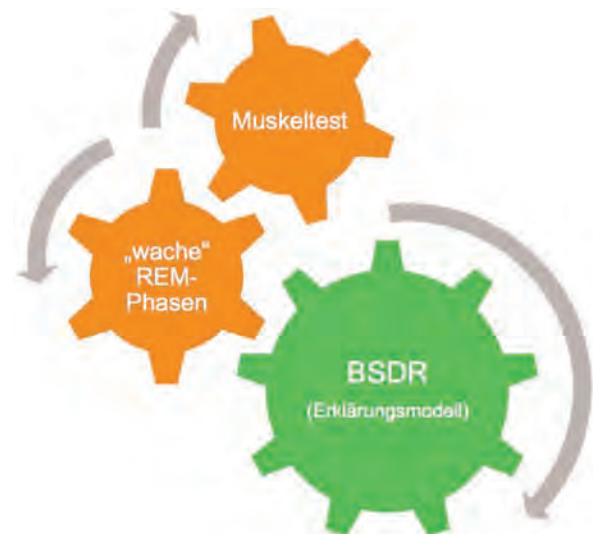 Muskeltest
„wache“
REM-
Phasen
BSDR
(Erklärungsmodell)